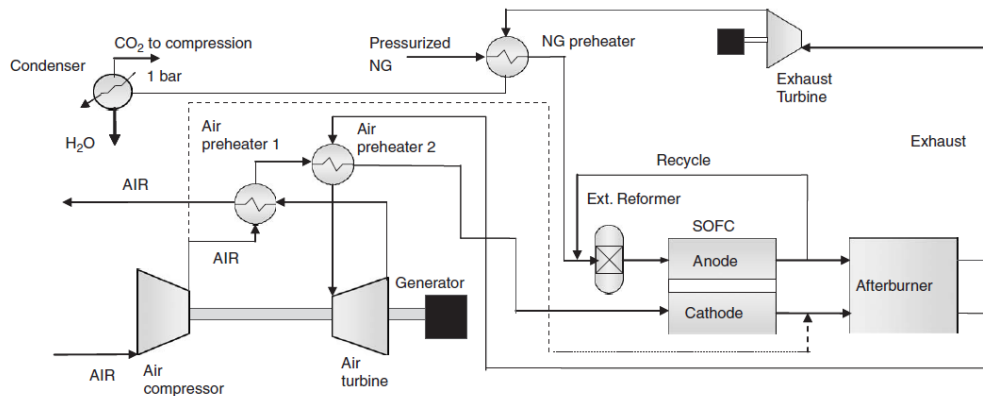 CO2 to compression
Condenser
1 bar
H2O
Pressurized
NG
NG preheater
Exhaust
Turbine
Air
preheater 1
Air
preheater 2
Exhaust
AIR
Recycle
Ext. Reformer
SOFC
AIR
Anode
Generator
Afterburner
Cathode
AIR
Air
compressor
Air
turbine